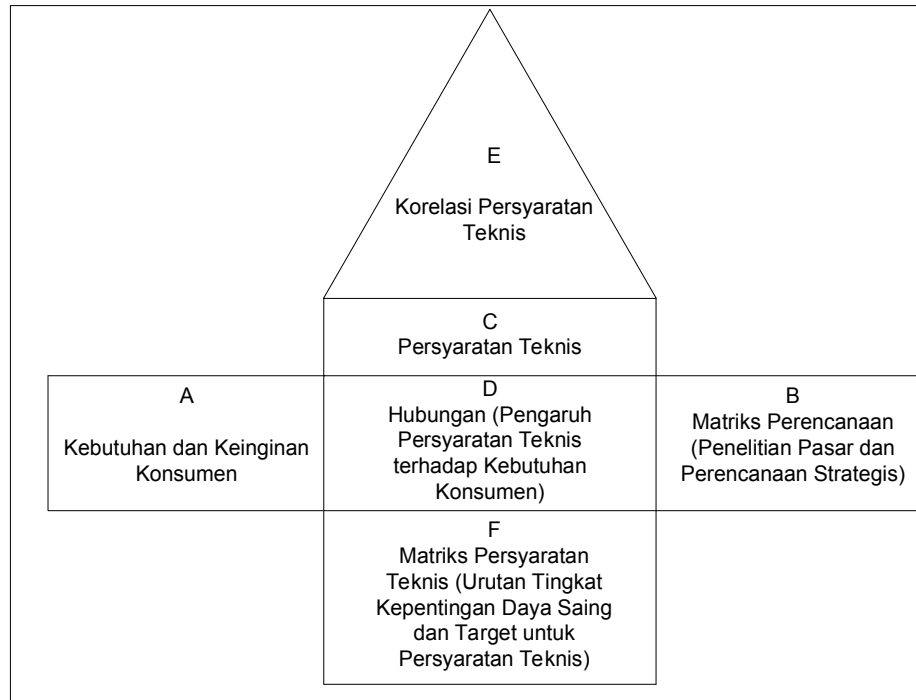 E
Korelasi Persyaratan
Teknis
C
Persyaratan Teknis
A
Kebutuhan dan Keinginan
Konsumen
D
Hubungan (Pengaruh
Persyaratan Teknis
terhadap Kebutuhan
Konsumen)
B
Matriks Perencanaan
(Penelitian Pasar dan
Perencanaan Strategis)
F
Matriks Persyaratan
Teknis (Urutan Tingkat
Kepentingan Daya Saing
dan Target untuk
Persyaratan Teknis)